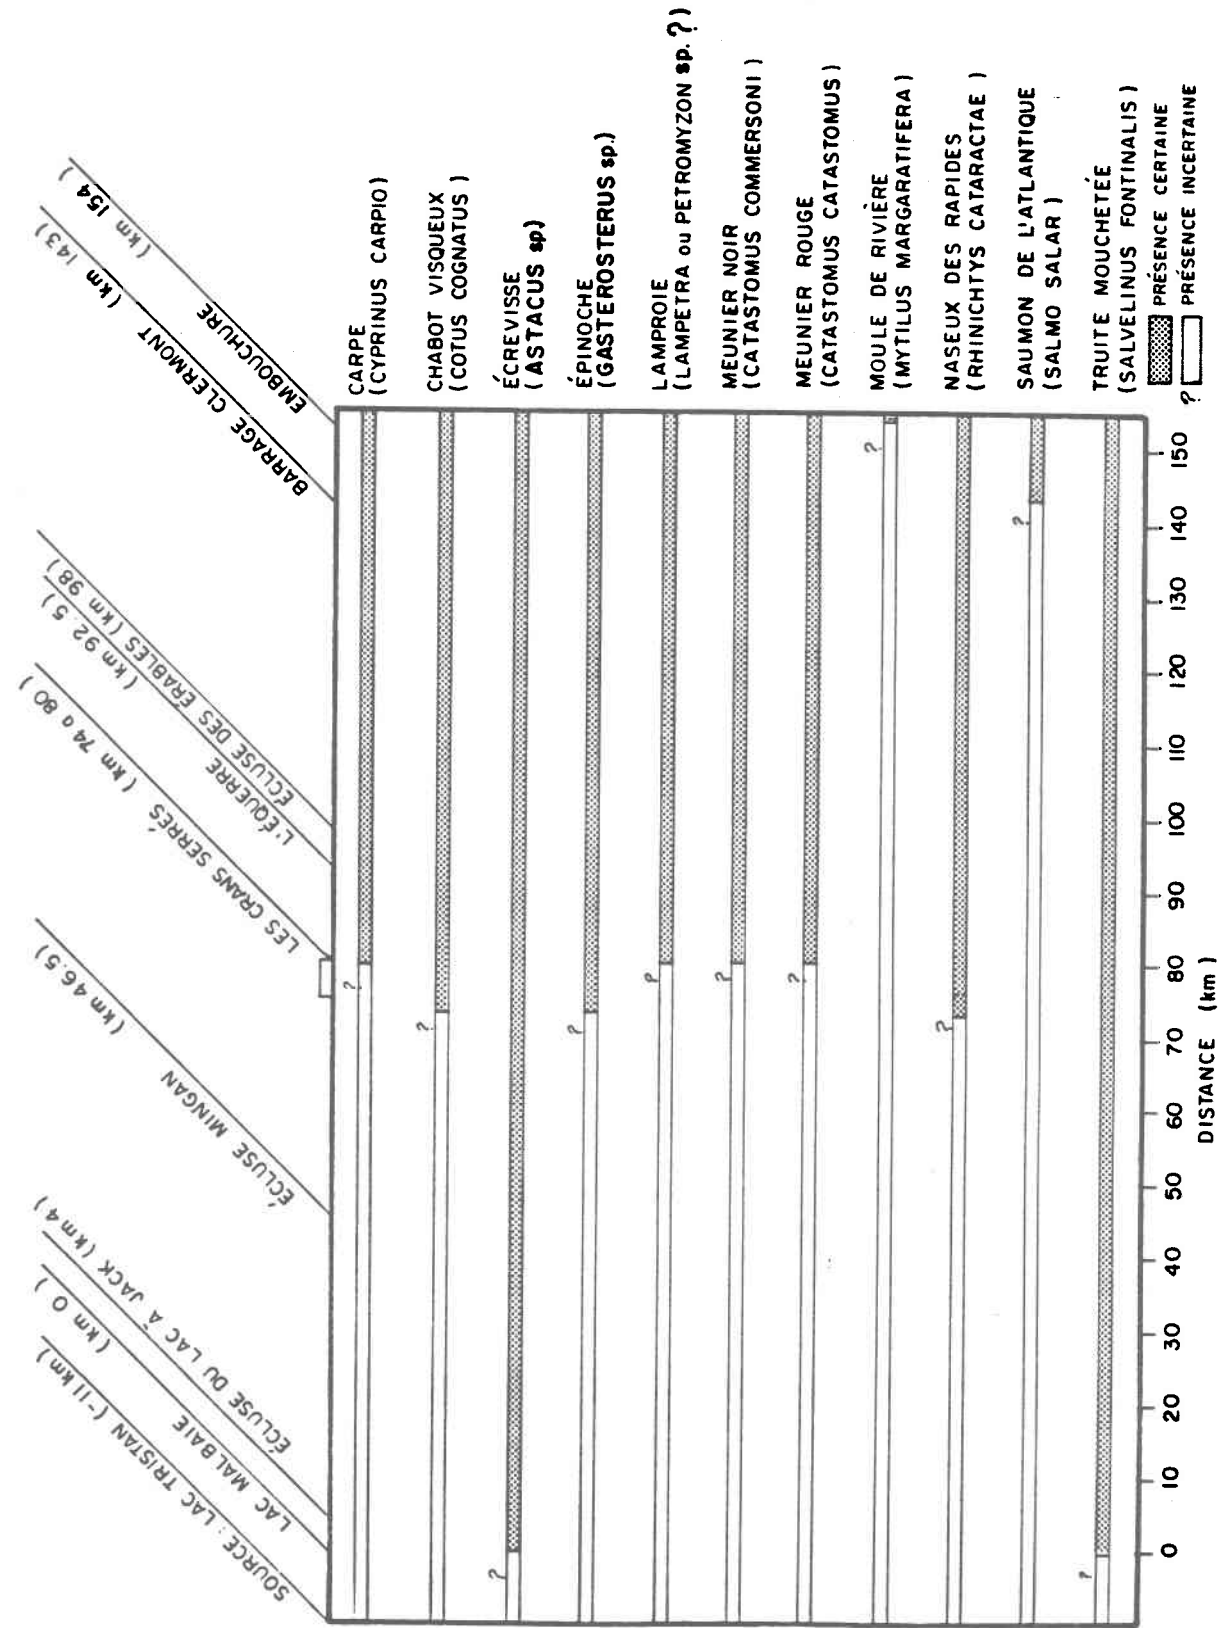 SOURCE : LAC TRISTAN (-11 km)
LAC MALBAIE (km 0)
ÉCLUSE DU LAC À JACK (km 4)
ÉCLUSE MINGAN (km 46.5)
LES CRANS SERRÉS (km 74 à 80)
L'ÉQUERRE (km 92.5)
ÉCLUSE DES ÉRABLES (km 98)
BARRAGE CLERMONT (km 143)
EMBOUCHURE (km 154)
?
CARPE
(CYPRINUS CARPIO)
?
CHABOT VISQUEUX
(COTUS COGNATUS)
?
ÉCREVISSE
(ASTACUS sp)
?
ÉPINOCHE
(GASTEROSTERUS sp.)
?
LAMPROIE
(LAMPETRA ou PETROMYZON sp.?)
?
MEUNIER NOIR
(CATASTOMUS COMMERSONI)
?
MEUNIER ROUGE
(CATASTOMUS CATASTOMUS)
?
MOULE DE RIVIÈRE
(MYTILUS MARGARATIFERA)
?
NASEUX DES RAPIDES
(RHINICHTYS CATARACTAE)
?
SAUMON DE L'ATLANTIQUE
(SALMO SALAR)
?
TRUITE MOUCHETÉE
(SALVELINUS FONTINALIS)
PRÉSENCE CERTAINE
? PRÉSENCE INCERTAINE
0 10 20 30 40 50 60 70 80 90 100 110 120 130 140 150
DISTANCE (km)